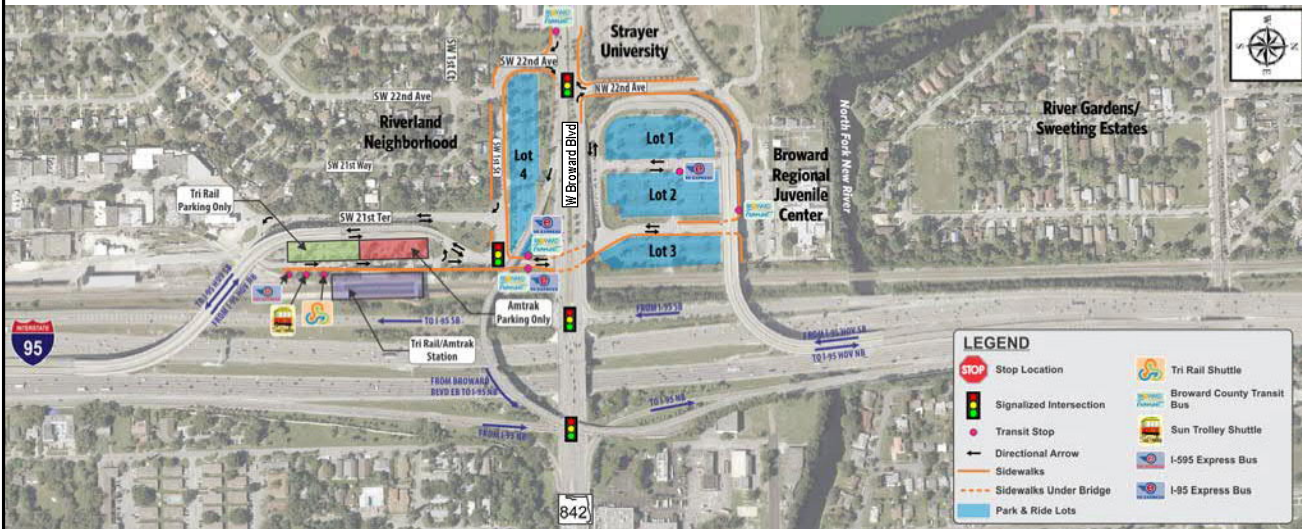 Strayer
University
SW 22nd Ave
SW 1st Ct
NW 22nd Ave
SW 22nd Ave
Riverland
Neighborhood
SW 1st St
W Broward Blvd
Lot
4
Lot 1
Lot 2
Lot 3
Broward
Regional
Juvenile
Center
North Fork New River
River Gardens/
Sweeting Estates
SW 21st Way
Tri Rail
Parking Only
SW 21st Ter
Amtrak
Parking Only
Tri Rail/Amtrak
Station
TO I-95 HOV SB
FROM I-95 HOV NB
TO I-95 SB
FROM I-95 SB
FROM I-95 HOV SB
TO I-95 HOV NB
FROM BROWARD
BLVD EB TO I-95 NB
FROM I-95 NB
TO I-95 NB
INTERSTATE
95
842
N
S
E
W
LEGEND
STOP
Stop Location
Signalized Intersection
Transit Stop
Directional Arrow
Sidewalks
Sidewalks Under Bridge
Park & Ride Lots
Tri Rail Shuttle
Broward County Transit
Bus
Sun Trolley Shuttle
I-595 Express Bus
I-95 Express Bus